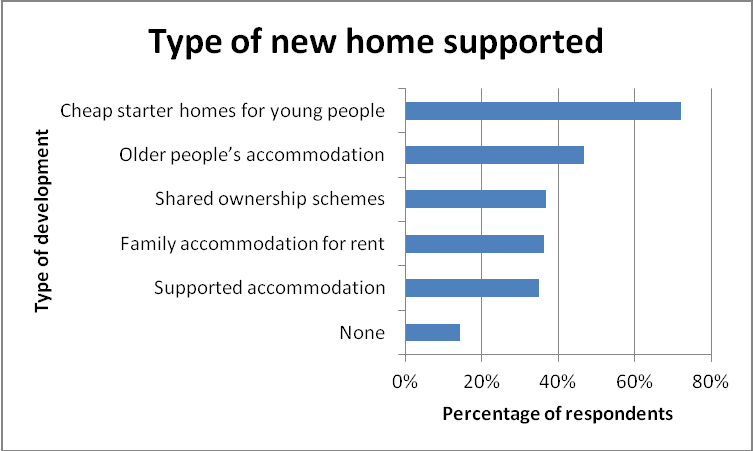 Type of new home supported
Type of development
Cheap starter homes for young people
Older people’s accommodation
Shared ownership schemes
Family accommodation for rent
Supported accommodation
None
0% 20% 40% 60% 80%
Percentage of respondents